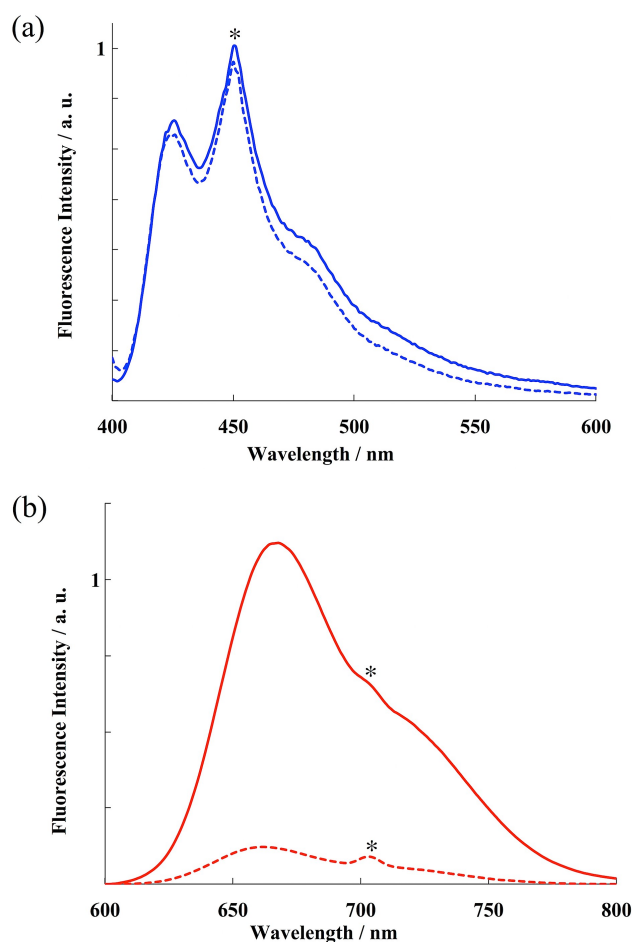 (a)
*
1
Fluorescence Intensity / a. u.
400 450 500 550 600
Wavelength / nm
(b)
1
*
*
Fluorescence Intensity / a. u.
600 650 700 750 800
Wavelength / nm